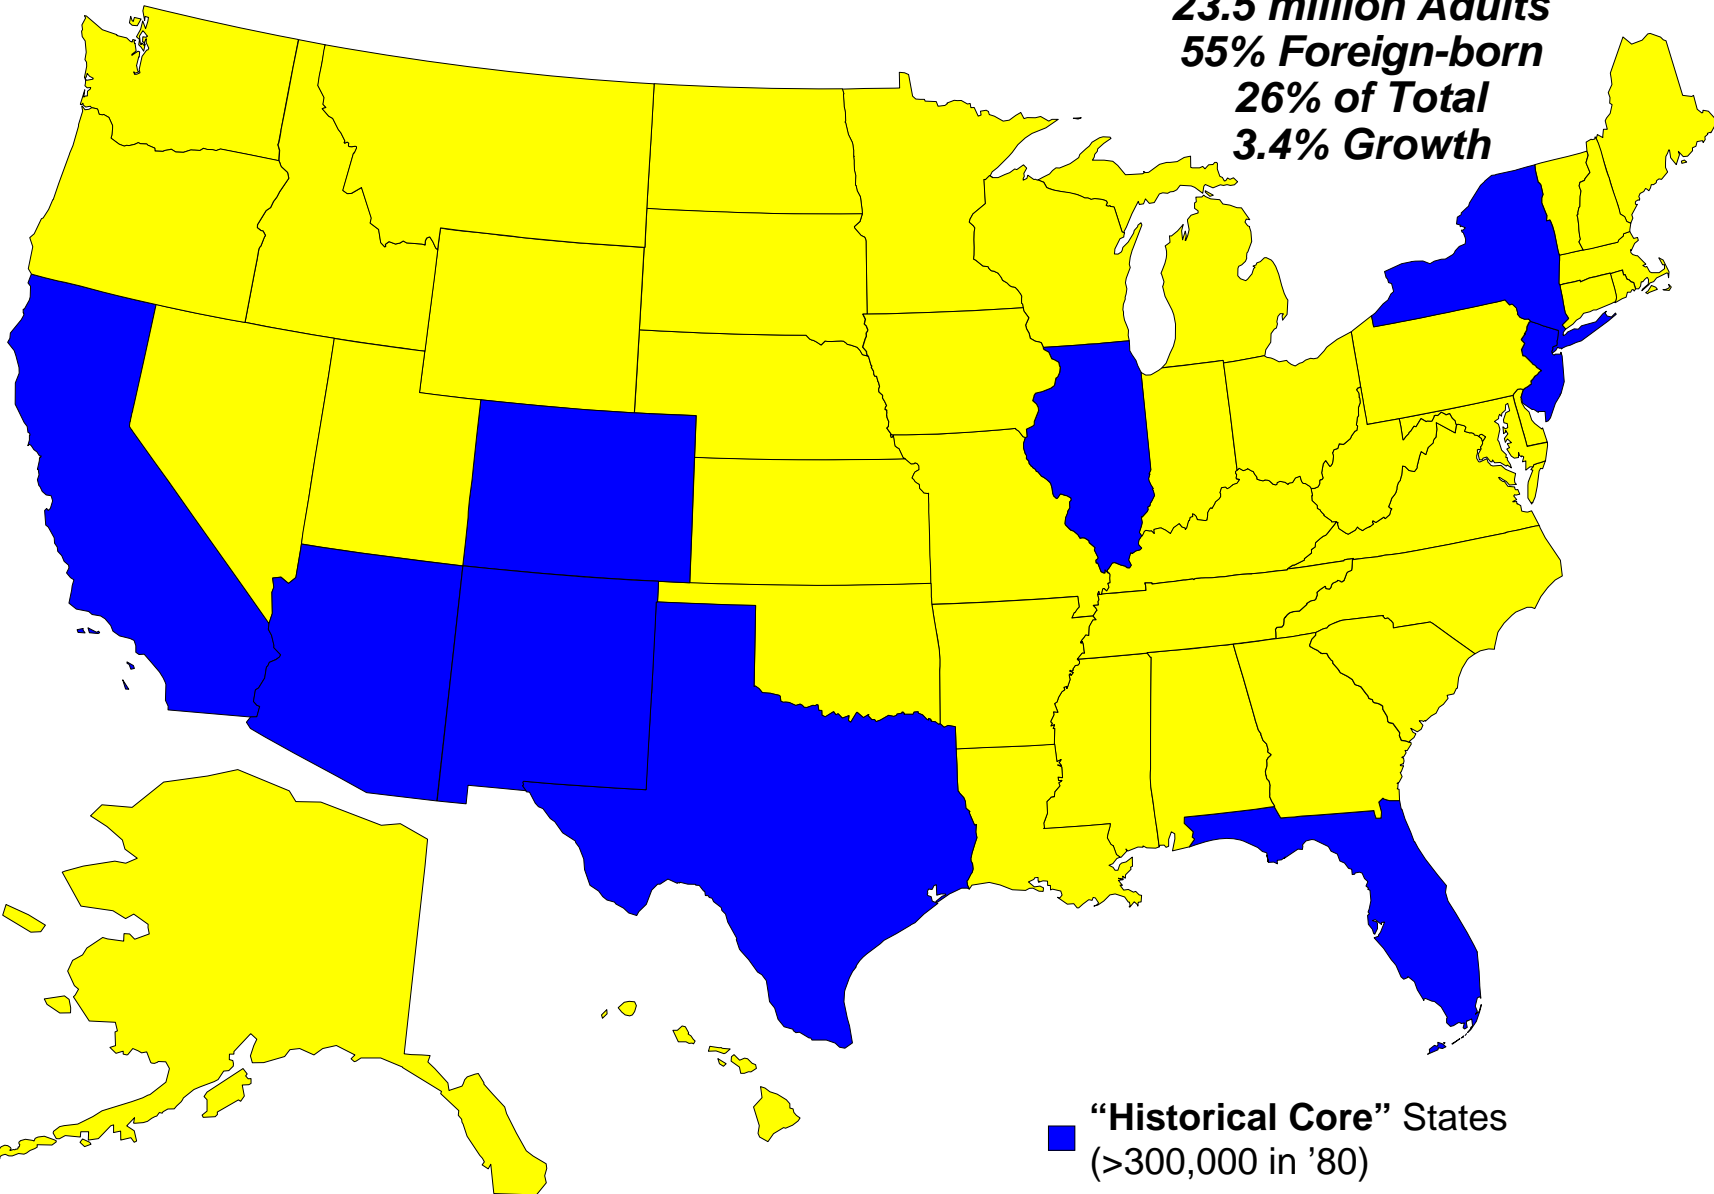 23.5 million Adults
55% Foreign-born
26% of Total
3.4% Growth
“Historical Core” States
(>300,000 in ’80)